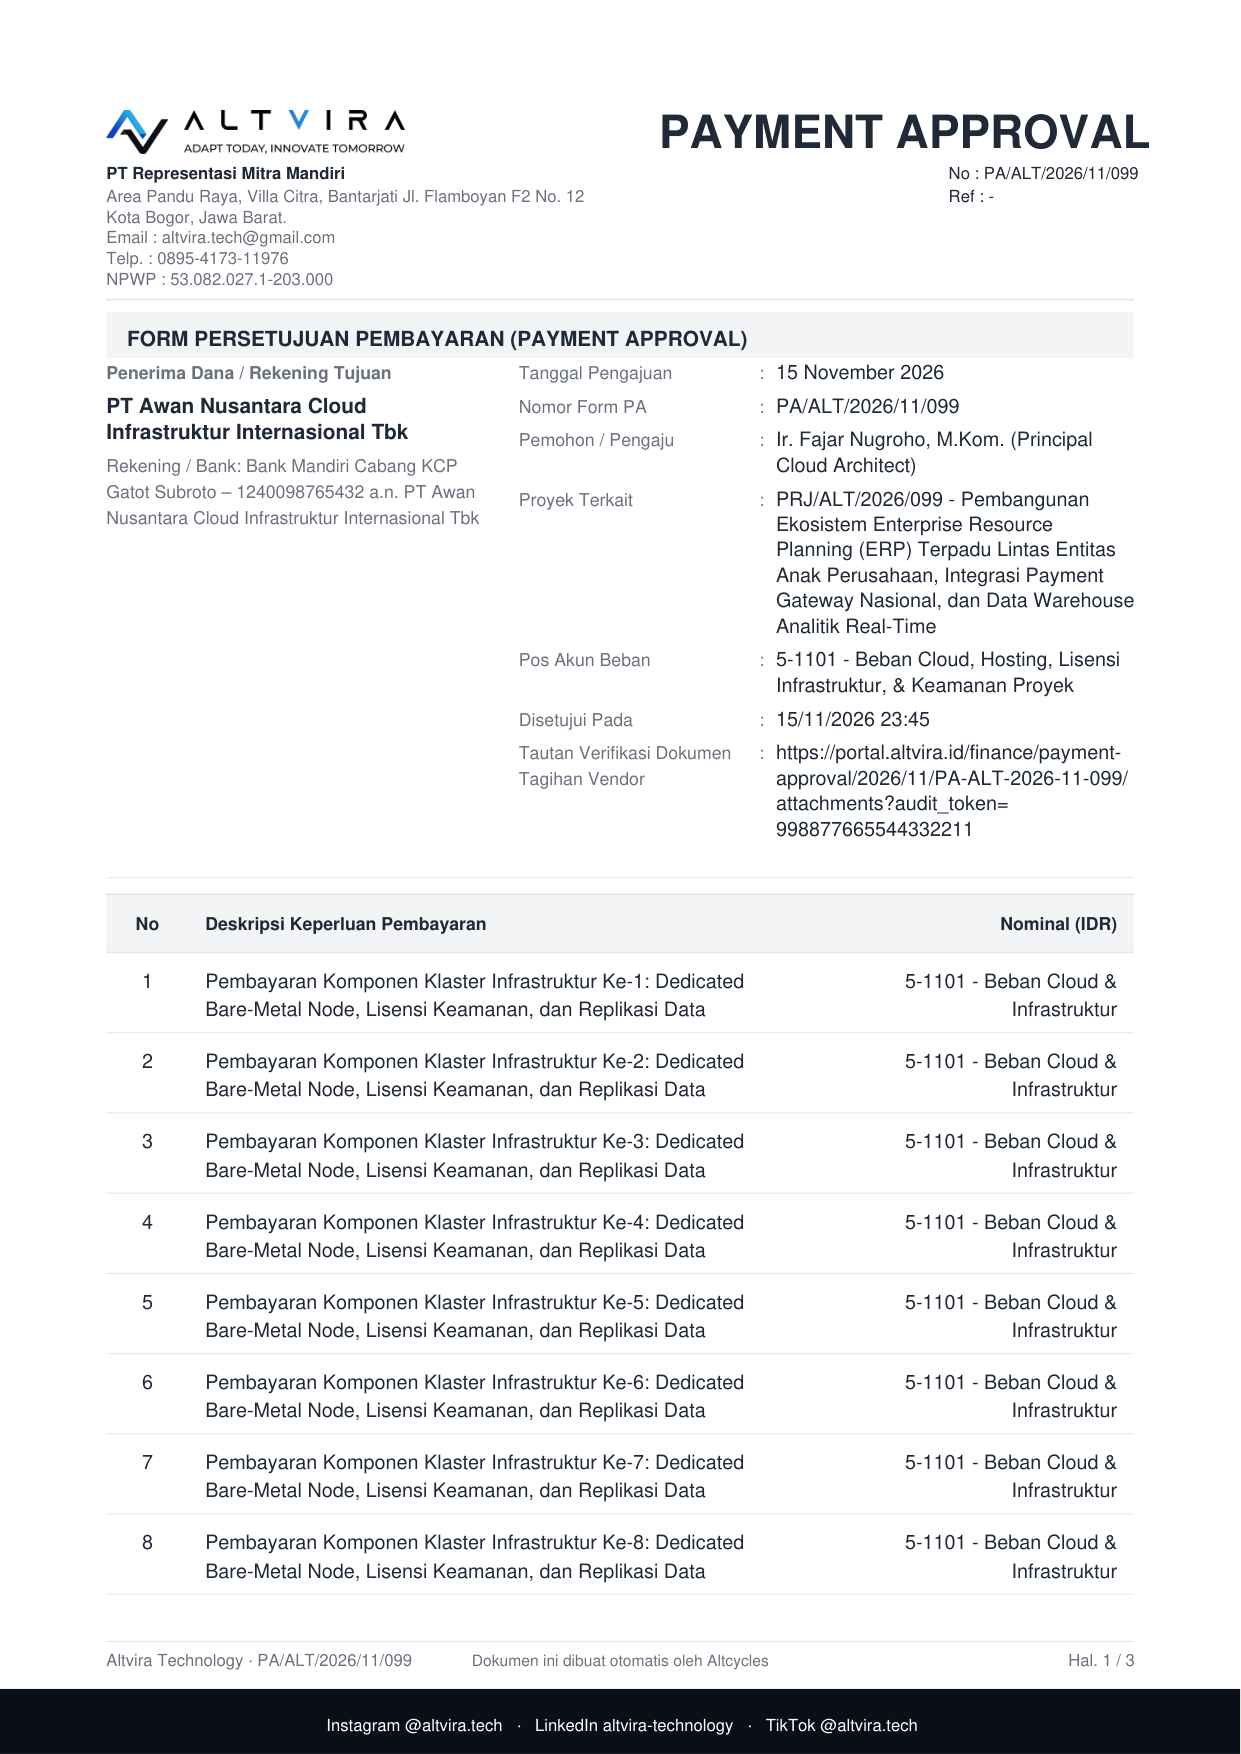 ALTVIRA
ADAPT TODAY, INNOVATE TOMORROW
PAYMENT APPROVAL
PT Representasi Mitra Mandiri
Area Pandu Raya, Villa Citra, Bantarjati Jl. Flamboyan F2 No. 12
Kota Bogor, Jawa Barat.
Email : altvira.tech@gmail.com
Telp. : 0895-4173-11976
NPWP : 53.082.027.1-203.000
No : PA/ALT/2026/11/099
Ref : -
FORM PERSETUJUAN PEMBAYARAN (PAYMENT APPROVAL)
Penerima Dana / Rekening Tujuan
PT Awan Nusantara Cloud
Infrastruktur Internasional Tbk
Rekening / Bank: Bank Mandiri Cabang KCP
Gatot Subroto – 1240098765432 a.n. PT Awan
Nusantara Cloud Infrastruktur Internasional Tbk
Tanggal Pengajuan : 15 November 2026
Nomor Form PA : PA/ALT/2026/11/099
Pemohon / Pengaju : Ir. Fajar Nugroho, M.Kom. (Principal
Cloud Architect)
Proyek Terkait : PRJ/ALT/2026/099 - Pembangunan
Ekosistem Enterprise Resource
Planning (ERP) Terpadu Lintas Entitas
Anak Perusahaan, Integrasi Payment
Gateway Nasional, dan Data Warehouse
Analitik Real-Time
Pos Akun Beban : 5-1101 - Beban Cloud, Hosting, Lisensi
Infrastruktur, & Keamanan Proyek
Disetujui Pada : 15/11/2026 23:45
Tautan Verifikasi Dokumen : https://portal.altvira.id/finance/payment-
Tagihan Vendor approval/2026/11/PA-ALT-2026-11-099/
attachments?audit_token=
998877665544332211
No Deskripsi Keperluan Pembayaran Nominal (IDR)
1 Pembayaran Komponen Klaster Infrastruktur Ke-1: Dedicated 5-1101 - Beban Cloud &
Bare-Metal Node, Lisensi Keamanan, dan Replikasi Data Infrastruktur
2 Pembayaran Komponen Klaster Infrastruktur Ke-2: Dedicated 5-1101 - Beban Cloud &
Bare-Metal Node, Lisensi Keamanan, dan Replikasi Data Infrastruktur
3 Pembayaran Komponen Klaster Infrastruktur Ke-3: Dedicated 5-1101 - Beban Cloud &
Bare-Metal Node, Lisensi Keamanan, dan Replikasi Data Infrastruktur
4 Pembayaran Komponen Klaster Infrastruktur Ke-4: Dedicated 5-1101 - Beban Cloud &
Bare-Metal Node, Lisensi Keamanan, dan Replikasi Data Infrastruktur
5 Pembayaran Komponen Klaster Infrastruktur Ke-5: Dedicated 5-1101 - Beban Cloud &
Bare-Metal Node, Lisensi Keamanan, dan Replikasi Data Infrastruktur
6 Pembayaran Komponen Klaster Infrastruktur Ke-6: Dedicated 5-1101 - Beban Cloud &
Bare-Metal Node, Lisensi Keamanan, dan Replikasi Data Infrastruktur
7 Pembayaran Komponen Klaster Infrastruktur Ke-7: Dedicated 5-1101 - Beban Cloud &
Bare-Metal Node, Lisensi Keamanan, dan Replikasi Data Infrastruktur
8 Pembayaran Komponen Klaster Infrastruktur Ke-8: Dedicated 5-1101 - Beban Cloud &
Bare-Metal Node, Lisensi Keamanan, dan Replikasi Data Infrastruktur
Altvira Technology · PA/ALT/2026/11/099 Dokumen ini dibuat otomatis oleh Altcycles Hal. 1 / 3
Instagram @altvira.tech · LinkedIn altvira-technology · TikTok @altvira.tech